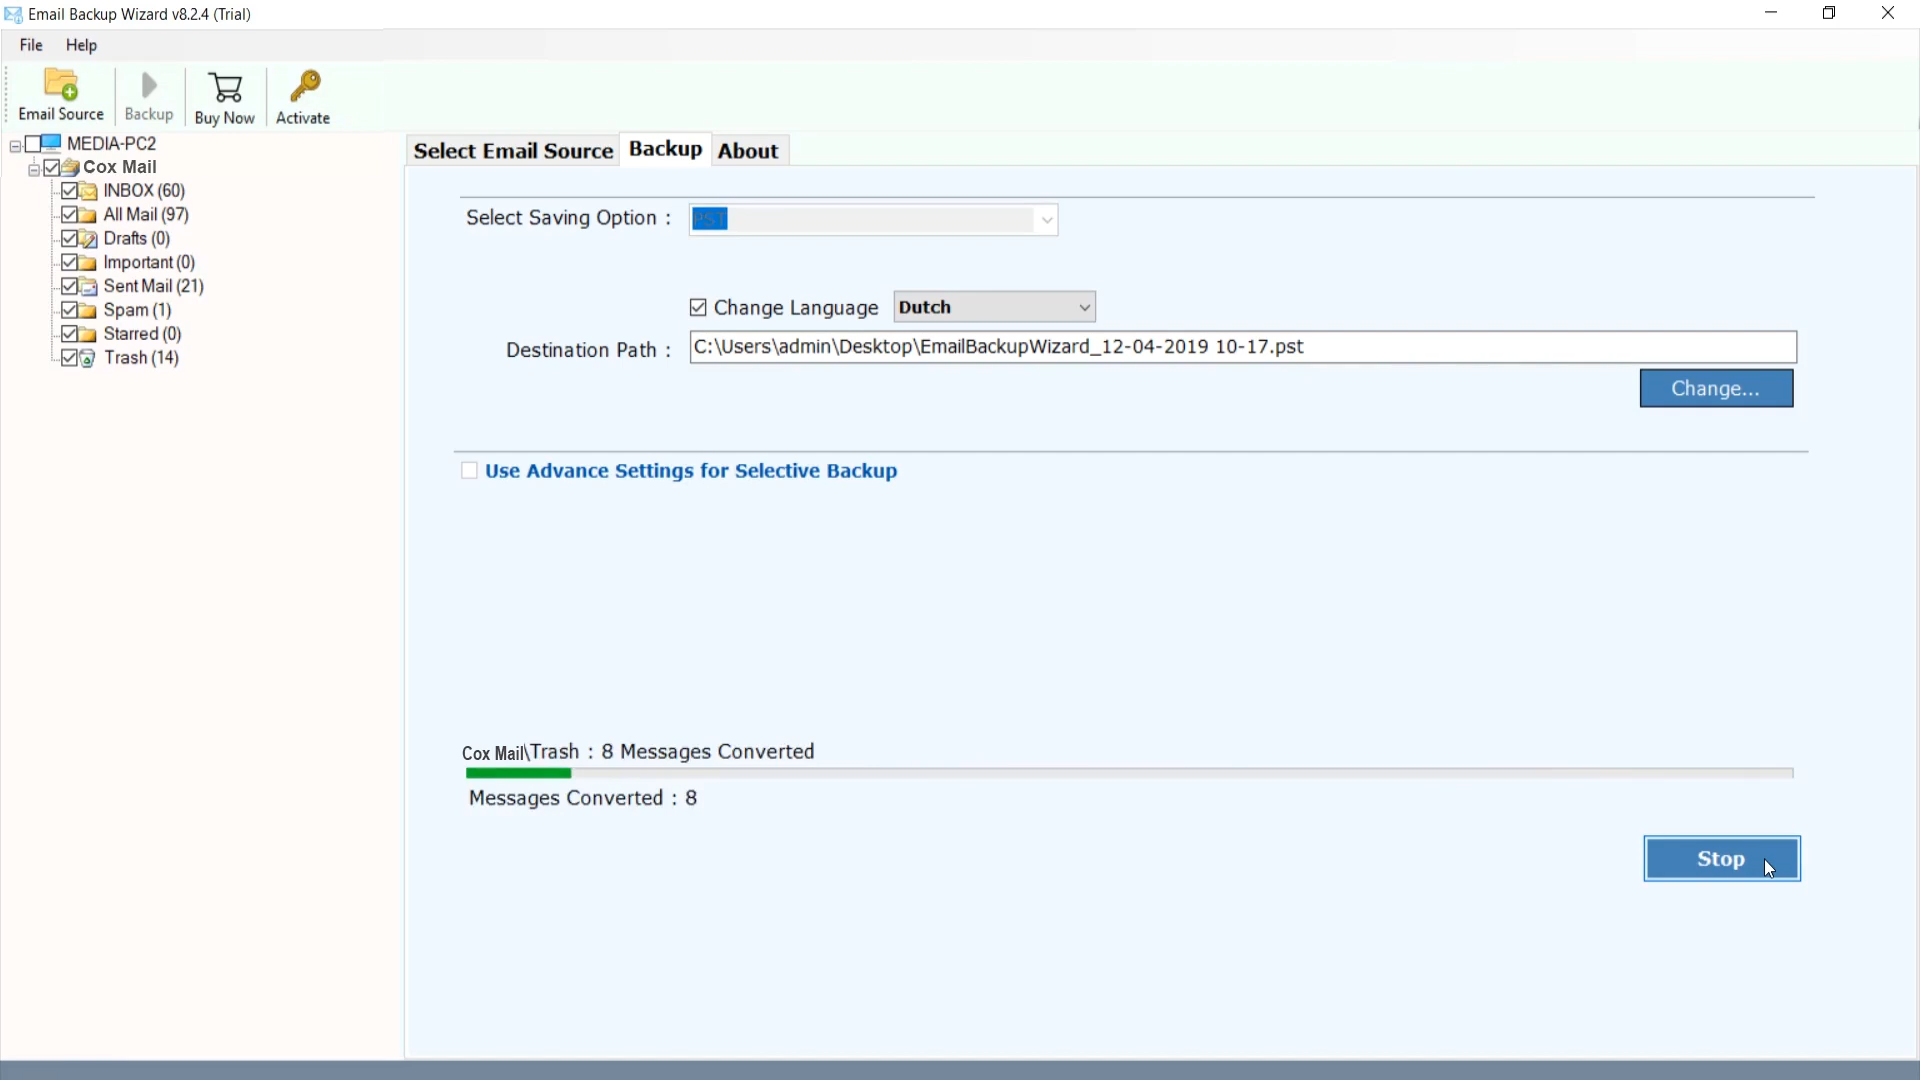 Email Backup Wizard v8.2.4 (Trial)
File Help
Email Source Backup Buy Now Activate
MEDIA-PC2
Cox Mail
INBOX (60)
All Mail (97)
Drafts (0)
Important (0)
Sent Mail (21)
Spam (1)
Starred (0)
Trash (14)
Select Email Source Backup About
Select Saving Option : PST
Change Language Dutch
Destination Path : C:\Users\admin\Desktop\EmailBackupWizard_12-04-2019 10-17.pst
Change...
Use Advance Settings for Selective Backup
Cox Mail\Trash : 8 Messages Converted
Messages Converted : 8
Stop